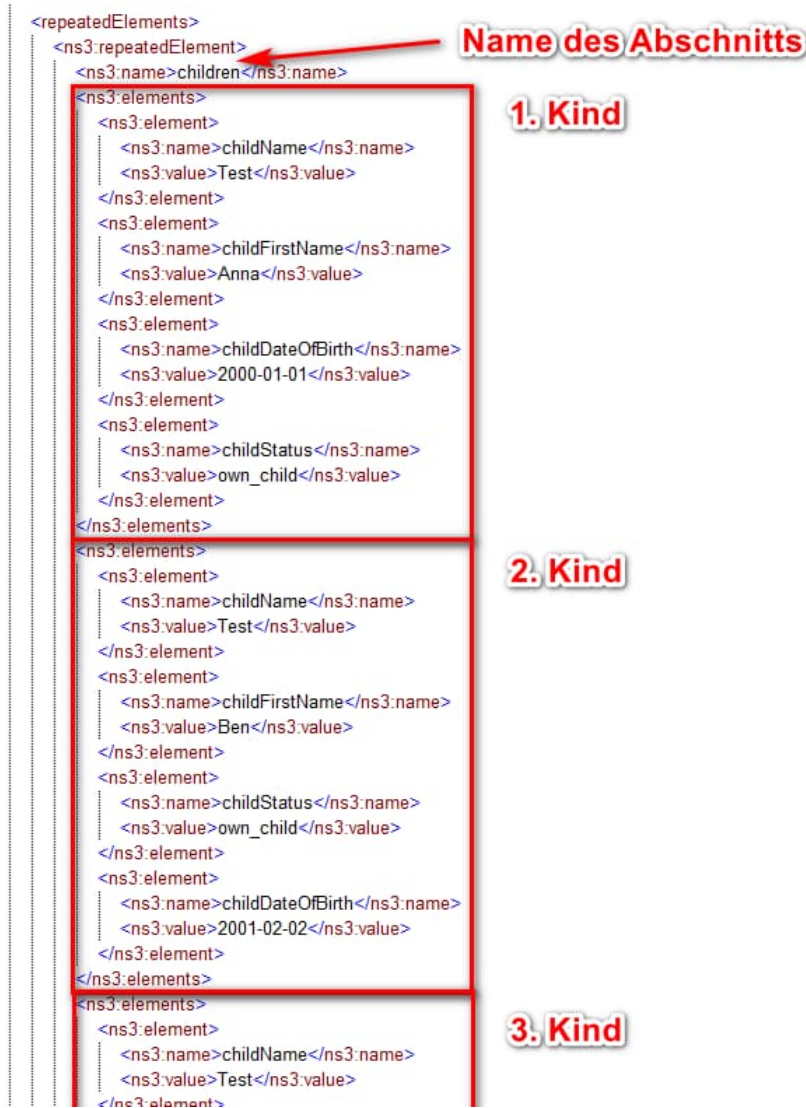 <repeatedElements>
<ns3:repeatedElement>
Name des Abschnitts
<ns3:name>children</ns3:name>
<ns3:elements>
1. Kind
<ns3:element>
<ns3:name>childName</ns3:name>
<ns3:value>Test</ns3:value>
</ns3:element>
<ns3:element>
<ns3:name>childFirstName</ns3:name>
<ns3:value>Anna</ns3:value>
</ns3:element>
<ns3:element>
<ns3:name>childDateOfBirth</ns3:name>
<ns3:value>2000-01-01</ns3:value>
</ns3:element>
<ns3:element>
<ns3:name>childStatus</ns3:name>
<ns3:value>own_child</ns3:value>
</ns3:element>
</ns3:elements>
<ns3:elements>
2. Kind
<ns3:element>
<ns3:name>childName</ns3:name>
<ns3:value>Test</ns3:value>
</ns3:element>
<ns3:element>
<ns3:name>childFirstName</ns3:name>
<ns3:value>Ben</ns3:value>
</ns3:element>
<ns3:element>
<ns3:name>childStatus</ns3:name>
<ns3:value>own_child</ns3:value>
</ns3:element>
<ns3:element>
<ns3:name>childDateOfBirth</ns3:name>
<ns3:value>2001-02-02</ns3:value>
</ns3:element>
</ns3:elements>
<ns3:elements>
3. Kind
<ns3:element>
<ns3:name>childName</ns3:name>
<ns3:value>Test</ns3:value>
</ns3:element>